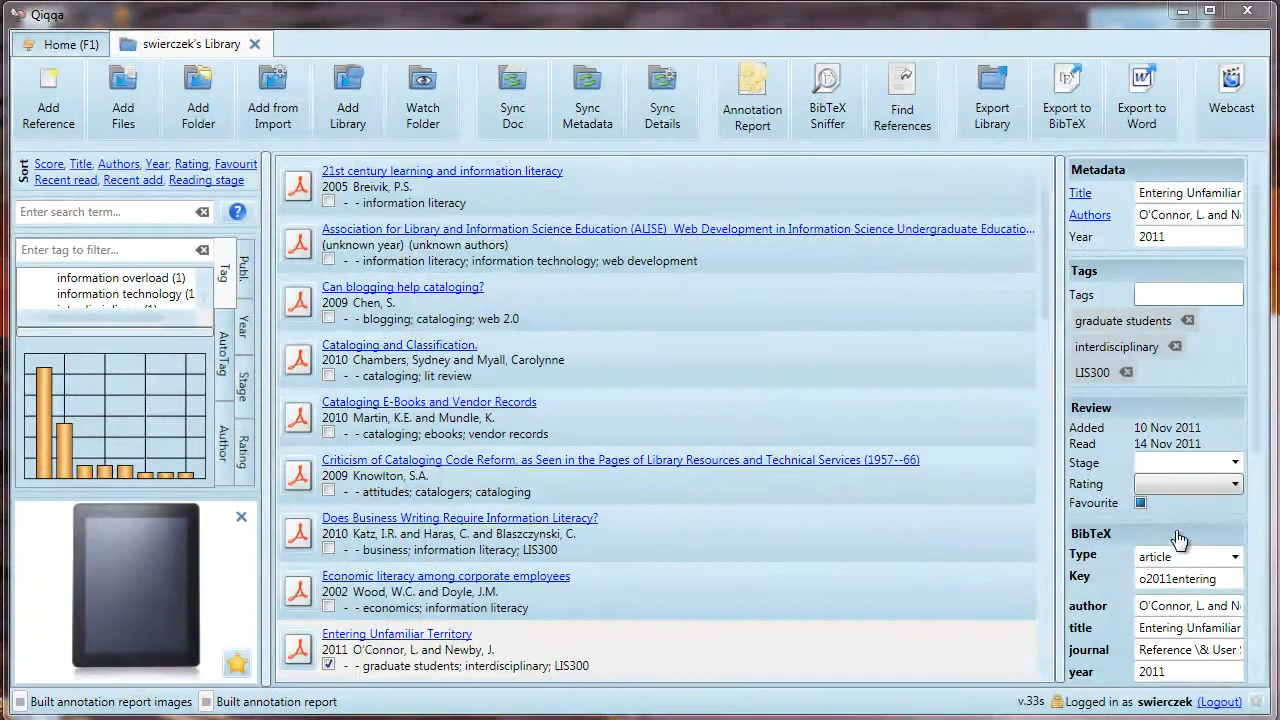 Qiqqa
Home (F1)
swierczek's Library
Add Reference
Add Files
Add Folder
Add from Import
Add Library
Watch Folder
Sync Doc
Sync Metadata
Sync Details
Annotation Report
BibTeX Sniffer
Find References
Export Library
Export to BibTeX
Export to Word
Webcast
Sort
Score, Title, Authors, Year, Rating, Favourit
Recent read, Recent add, Reading stage
Enter search term...
Enter tag to filter...
information overload (1)
information technology (1
Tag
AutoTag
Author
Publ.
Year
Stage
Rating
21st century learning and information literacy
2005 Breivik, P.S.
- - information literacy
Association for Library and Information Science Education (ALISE) Web Development in Information Science Undergraduate Educatio...
(unknown year) (unknown authors)
- - information literacy; information technology; web development
Can blogging help cataloging?
2009 Chen, S.
- - blogging; cataloging; web 2.0
Cataloging and Classification.
2010 Chambers, Sydney and Myall, Carolynne
- - cataloging; lit review
Cataloging E-Books and Vendor Records
2010 Martin, K.E. and Mundle, K.
- - cataloging; ebooks; vendor records
Criticism of Cataloging Code Reform, as Seen in the Pages of Library Resources and Technical Services (1957--66)
2009 Knowlton, S.A.
- - attitudes; catalogers; cataloging
Does Business Writing Require Information Literacy?
2010 Katz, I.R. and Haras, C. and Blaszczynski, C.
- - business; information literacy; LIS300
Economic literacy among corporate employees
2002 Wood, W.C. and Doyle, J.M.
- - economics; information literacy
Entering Unfamiliar Territory
2011 O'Connor, L. and Newby, J.
- - graduate students; interdisciplinary; LIS300
Metadata
Title Entering Unfamiliar
Authors O'Connor, L. and N
Year 2011
Tags
Tags
graduate students
interdisciplinary
LIS300
Review
Added 10 Nov 2011
Read 14 Nov 2011
Stage
Rating
Favourite
BibTeX
Type article
Key o2011entering
author O'Connor, L. and N
title Entering Unfamiliar
journal Reference \& User
year 2011
Built annotation report images
Built annotation report
v.33s
Logged in as swierczek (Logout)